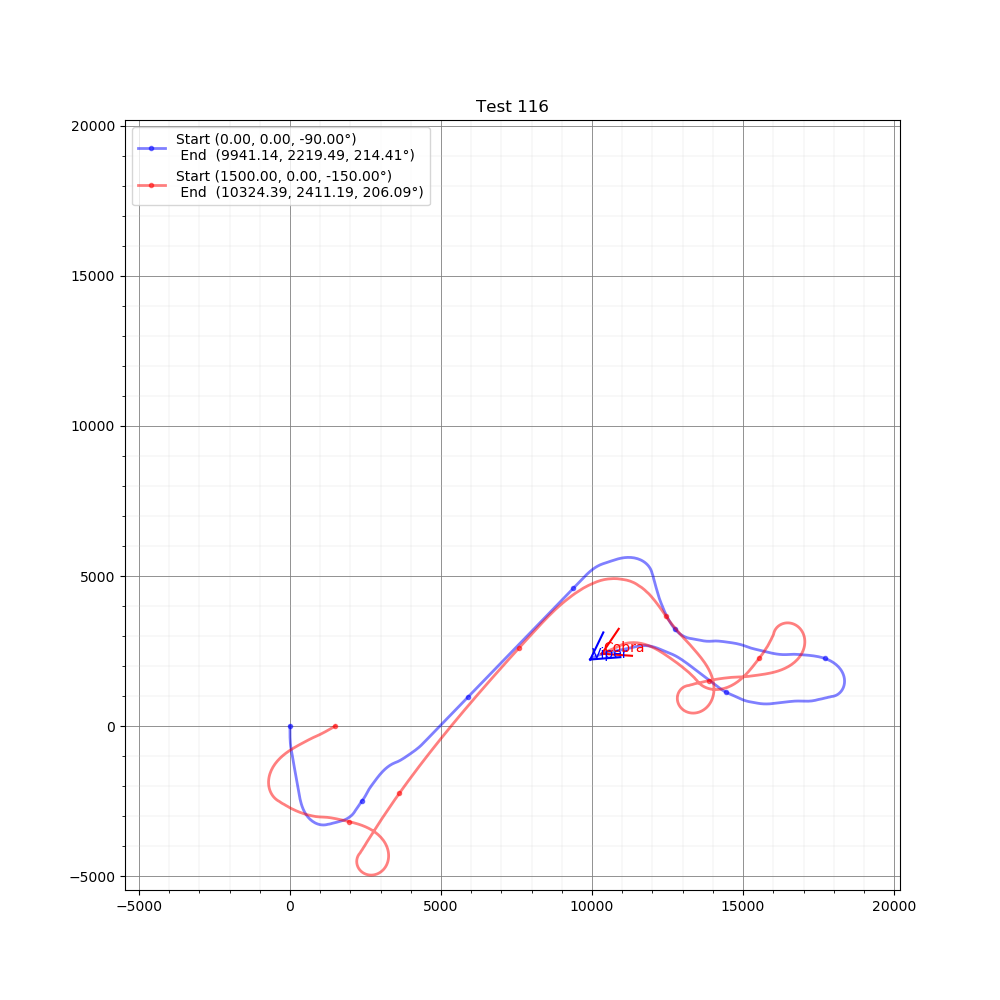 Test 116
20000
15000
10000
5000
0
−5000
Start (0.00, 0.00, -90.00°)
End (9941.14, 2219.49, 214.41°)
Start (1500.00, 0.00, -150.00°)
End (10324.39, 2411.19, 206.09°)
Cobra
Viper
−5000
0
5000
10000
15000
20000